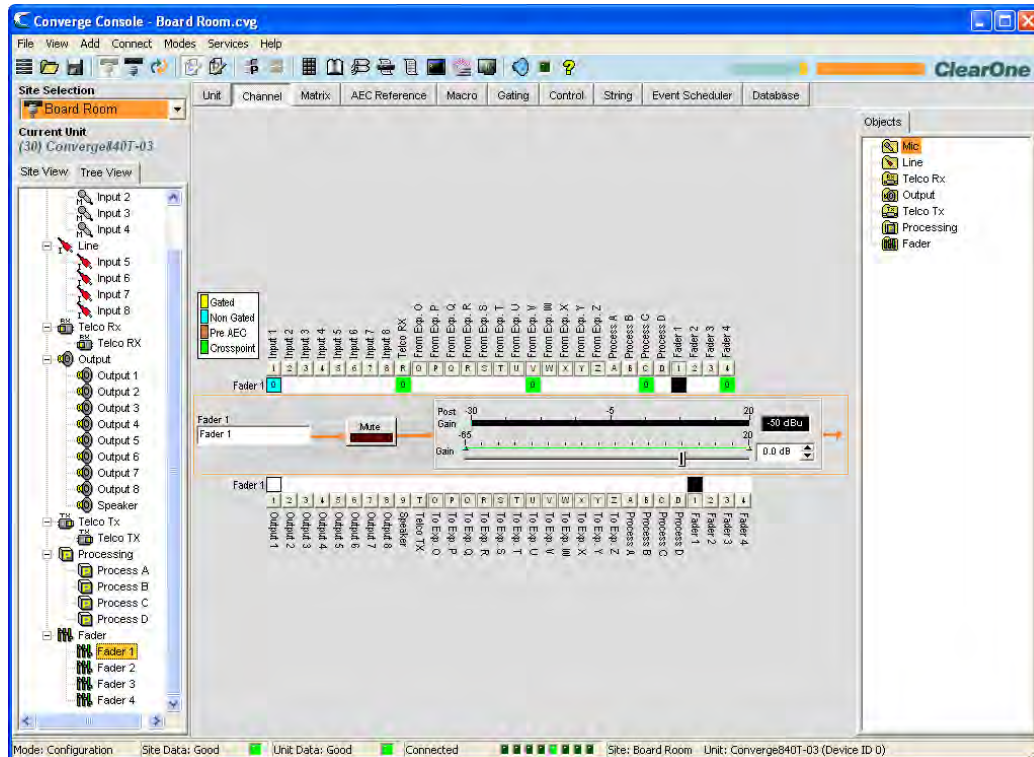 Converge Console - Board Room.cvg
File View Add Connect Modes Services Help
ClearOne
Site Selection
Board Room
Current Unit
(30) Converge840T-03
Site View Tree View
Input 2
Input 3
Input 4
Line
Input 5
Input 6
Input 7
Input 8
Telco Rx
Telco RX
Output
Output 1
Output 2
Output 3
Output 4
Output 5
Output 6
Output 7
Output 8
Speaker
Telco Tx
Telco TX
Processing
Process A
Process B
Process C
Process D
Fader
Fader 1
Fader 2
Fader 3
Fader 4
Unit Channel Matrix AEC Reference Macro Gating Control String Event Scheduler Database
Gated
Non Gated
Pre AEC
Crosspoint
Input 1 Input 2 Input 3 Input 4 Input 5 Input 6 Input 7 Input 8 Telco RX From Exp. O From Exp. P From Exp. Q From Exp. R From Exp. S From Exp. T From Exp. U From Exp. V From Exp. W From Exp. X From Exp. Y From Exp. Z Process A Process B Process C Process D Fader 1 Fader 2 Fader 3 Fader 4
1 2 3 4 5 6 7 8 R O P Q R S T U V W X Y Z A B C D 1 2 3 4
Fader 1 0 0 0 0 0
Fader 1
Fader 1
Mute
Post Gain -30 -5 20 -50 dBu
-65 20
Gain 0.0 dB
Fader 1
1 2 3 4 5 6 7 8 9 T O P Q R S T U V W X Y Z A B C D 1 2 3 4
Output 1 Output 2 Output 3 Output 4 Output 5 Output 6 Output 7 Output 8 Speaker Telco TX To Exp. O To Exp. P To Exp. Q To Exp. R To Exp. S To Exp. T To Exp. U To Exp. V To Exp. W To Exp. X To Exp. Y To Exp. Z Process A Process B Process C Process D Fader 1 Fader 2 Fader 3 Fader 4
Objects
Mic
Line
Telco Rx
Output
Telco Tx
Processing
Fader
Mode: Configuration Site Data: Good Unit Data: Good Connected Site: Board Room Unit: Converge840T-03 (Device ID 0)